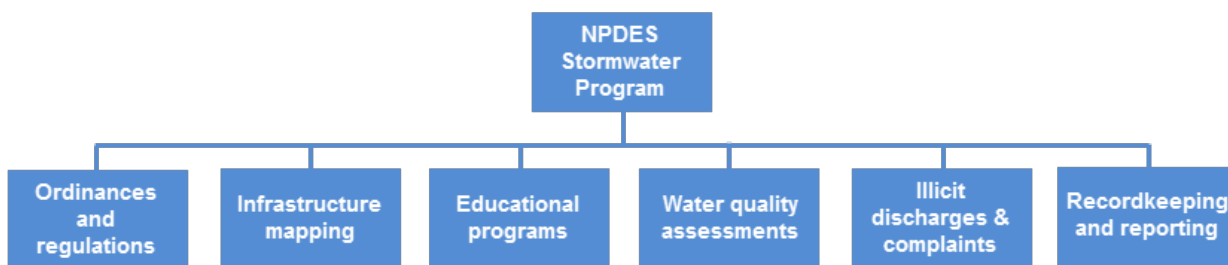 NPDES
Stormwater
Program
Ordinances
and
regulations
Infrastructure
mapping
Educational
programs
Water quality
assessments
Illicit
discharges &
complaints
Recordkeeping
and reporting